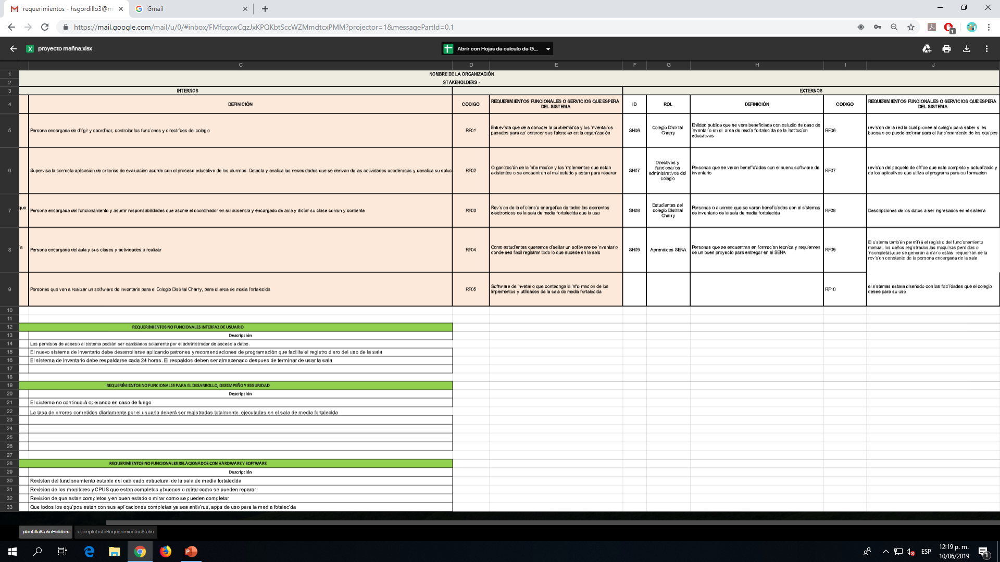 requerimientos - hsgordillo3@m
Gmail
https://mail.google.com/mail/u/0/#inbox/FMfcgxwCgzJxKPQKbtSccWZMmdtcxPMM?projector=1&messagePartId=0.1
1
proyecto mañna.xlsx
Abrir con Hojas de cálculo de G...
C D E F G H I J
1 NOMBRE DE LA ORGANIZACIÓN
2 STAKEHOLDERS -
3 INTERNOS EXTERNOS
4 DEFINICIÓN CODIGO REQUERIMIENTOS FUNCIONALES O SERVICIOS QUE ESPERA DEL SISTEMA ID ROL DEFINICIÓN CODIGO REQUERIMIENTOS FUNCIONALES O SERVICIOS QUE ESPERA DEL SISTEMA
5 Persona encargada de dirigir y coordinar, controlar las funciones y directrices del colegio RF01 Entrevista que de a conocer la problemática y los inventarios pasados para asi conocer sus falencias en la organización SH06 Colegio Distrital Charry Entidad publica que se vera beneficiada con estudio de caso de inventario en el area de media fortalecida de la institucion educativas RF06 revision de la red la cual provee al colegio para saber si es buena o se puede mejorar para el funcionamiento de los equipos
6 Supervisa la correcta aplicación de criterios de evaluación acorde con el proceso educativo de los alumnos. Detecta y analiza las necesidades que se derivan de las actividades académicas y canaliza su soluc RF02 Organización de la informacion y los implementos que estan existentes o se encuentran el mal estado y estan para reparar SH07 Directivos y funcionarios administrativos del colegio Personas que se veran beneficiadas con el nueno software de inventario RF07 revision del paquete de office que este completo y actualizado y de los aplicativos que utiliza el programa para su formacion
7 que Persona encargada del funcionamiento y asumir responsabilidades que asume el coordinador en su ausencia y encargado de aula y dictar su clase comun y corriente RF03 Revision de la eficiencia energetica de todos los elementos electronicos de la sala de media fortalecida que la usa SH08 Estudiantes del colegio Distrital Charry Personas o alumnos que se varan beneficiados con el sistemas de inventario de la sala de madia fortalecida RF08 Descripciones de los datos a ser ingresados en el sistema
8 Persona encargada del aula y sus clases y actividades a realizar RF04 Como estudiantes queremos diseñar un software de inventario donde sea facil registrar todo lo que sucede en la sala SH09 Aprendices SENA Personas que se encuentran en formacion tecnica y requienren de un buen proyecto para entregar en el SENA RF09 El sistema también permitirá el registro del funcionamiento manual, los daños registrados,las maquinas perdidas o incompletas,que se generan a diario estas requerirán de la revision constante de la persona encargada de la sala
9 Personas que ven a realizar un software de inventario para el Colegio Distrital Charry, para el area de media fortalecida RF05 Software de invetario que contecnga la informacion de los implementos y utilidades de la sala de media fortalecida RF10 el sistemas estara diseñado con las facilidades que el colegio desee para su uso
10
11
12 REQUERIMIENTOS NO FUNCIONALES INTERFAZ DE USUARIO
13 Descripción
14 Los permisos de acceso al sistema podrán ser cambiados solamente por el administrador de acceso a datos.
15 El nuevo sistema de inventario debe desarrollarse aplicando patrones y recomendaciones de programación que facilite el registro diaro del uso de la sala
16 El sistema de inventario debe respaldarse cada 24 horas. El respaldos deben ser almacenado despues de terminar de usar la sala
17
18
19 REQUERIMIENTOS NO FUNCIONALES PARA EL DESARROLLO, DESEMPEÑO Y SEGURIDAD
20 Descripción
21 El sistema no continuará operando en caso de fuego
22 La tasa de errores cometidos diariamente por el usuario deberá ser registradas totalmente ejecutadas en el sala de media fortalecida
23
24
25
26
27
28 REQUERIMIENTOS NO FUNCIONALES RELACIONADOS CON HARDWARE Y SOFTWARE
29 Descripción
30 Revision del funcionamiento estable del cableado estructural de la sala de media fortalecida
31 Revision de los monitores y CPUS que esten completos y buenos o mirar como se pueden reparar
32 Revision de que estan completos y en buen estado o mirar como se pueden completar
33 Que todos los equipos esten con sus aplicaciones completas ya sea antivirus, apps de uso para la media fotalecida
plantillaStakeHolders ejemploListaRequerimientosStake
ESP
12:19 p. m.
10/06/2019
1